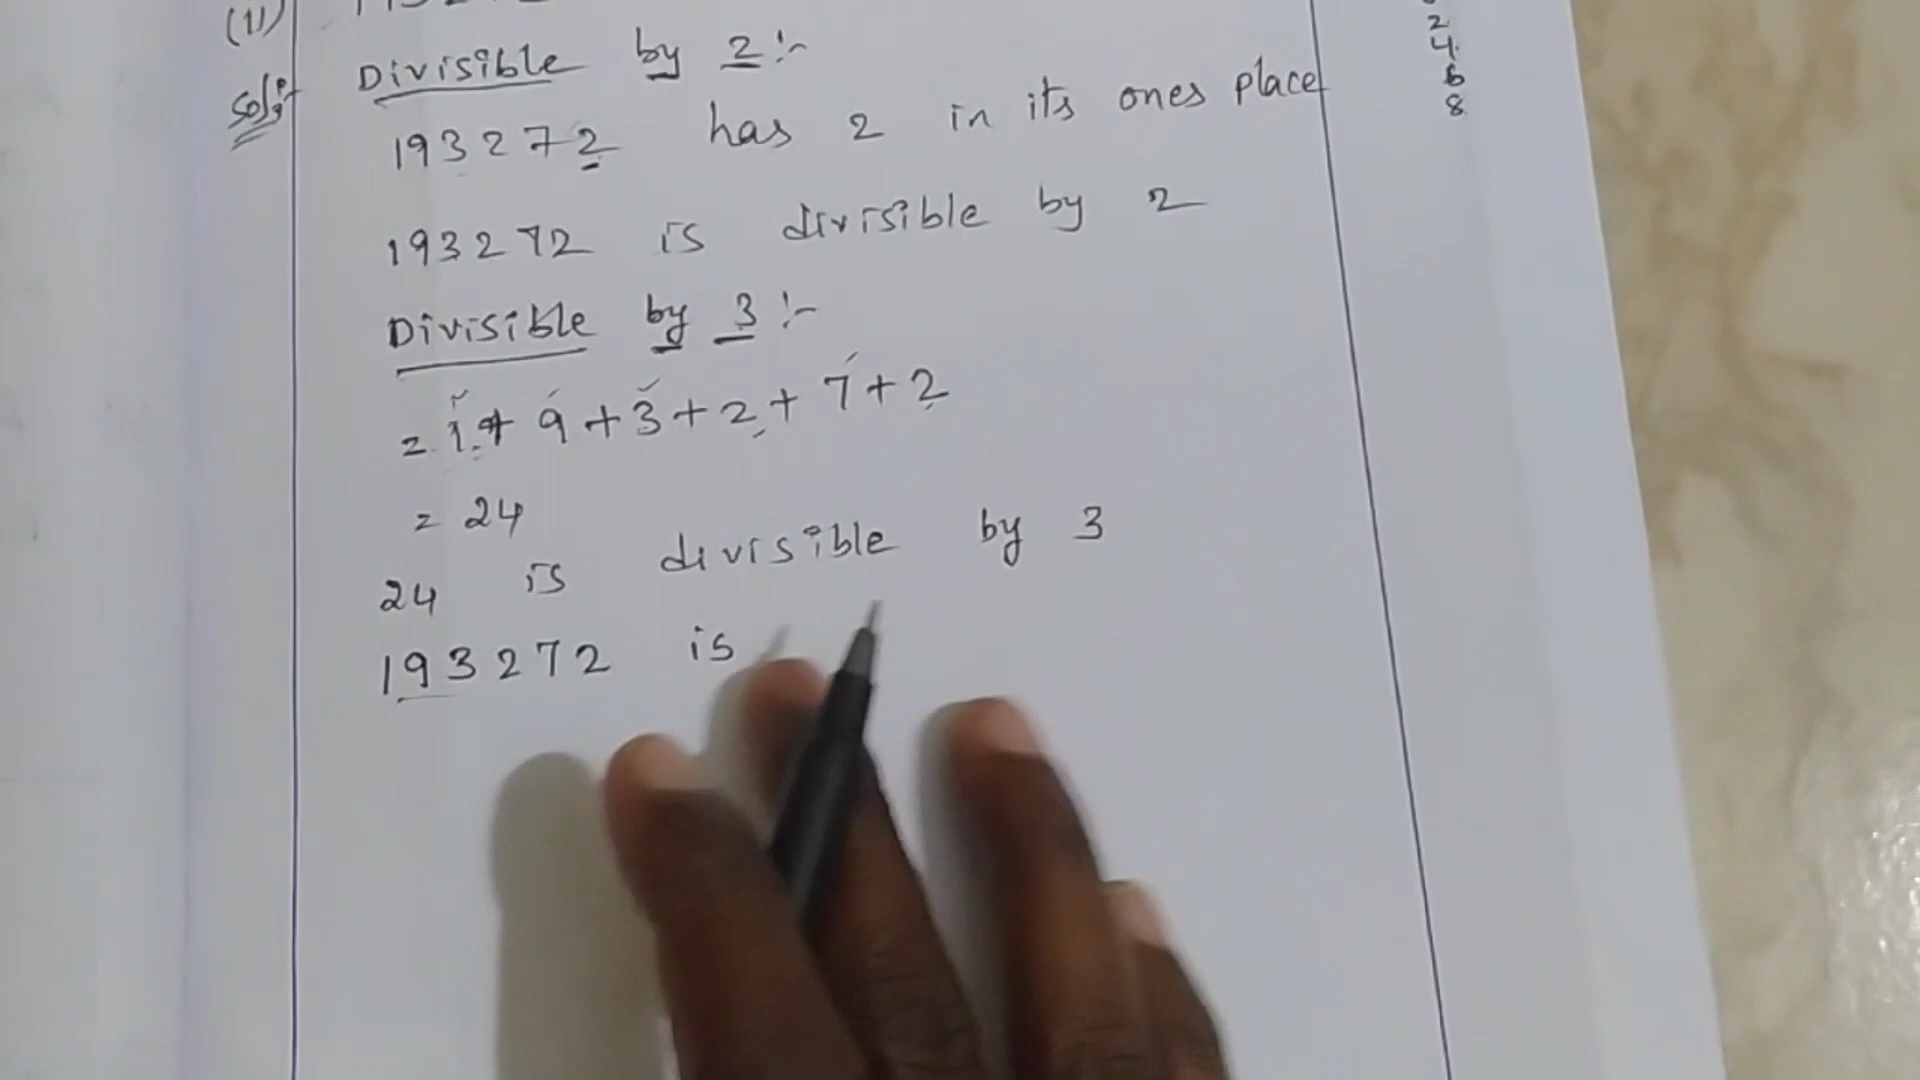 (11)
Sol:
Divisible by 2:-
193272 has 2 in its ones place
193272 is divisible by 2
Divisible by 3:-
= 1+9+3+2+7+2
= 24
24 is divisible by 3
193272 is
2
4
6
8